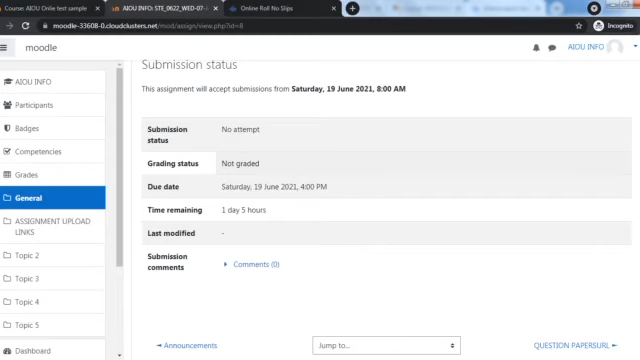 Course: AIOU Onlie test sample
AIOU INFO: STE_0622_WED-07-
Online Roll No Slips
moodle-33608-0.cloudclusters.net/mod/assign/view.php?id=8
Incognito
moodle
AIOU INFO
AIOU INFO
Participants
Badges
Competencies
Grades
General
ASSIGNMENT UPLOAD
LINKS
Topic 2
Topic 3
Topic 4
Topic 5
Dashboard
Submission status
This assignment will accept submissions from Saturday, 19 June 2021, 8:00 AM
Submission
status
No attempt
Grading status
Not graded
Due date
Saturday, 19 June 2021, 4:00 PM
Time remaining
1 day 5 hours
Last modified
-
Submission
comments
Comments (0)
Announcements
Jump to...
QUESTION PAPERSURL